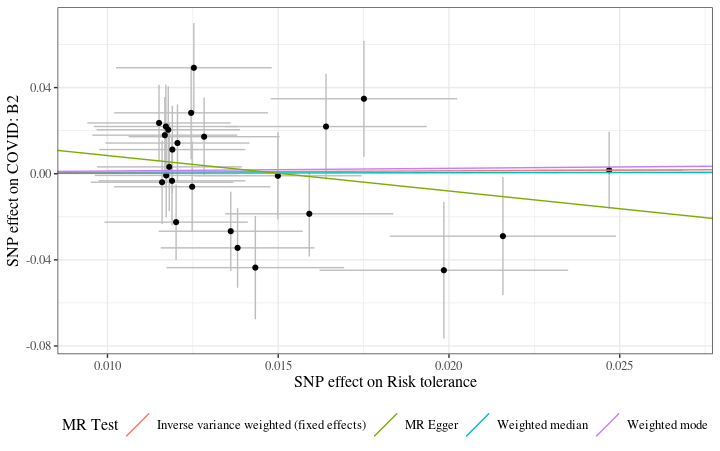 SNP effect on COVID: B2
0.04
0.00
-0.04
-0.08
0.010
0.015
0.020
0.025
SNP effect on Risk tolerance
MR Test
Inverse variance weighted (fixed effects)
MR Egger
Weighted median
Weighted mode